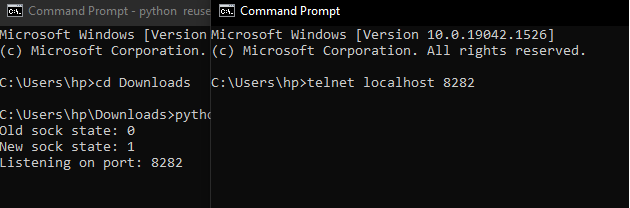 Command Prompt - python reuse
Microsoft Windows [Version
(c) Microsoft Corporation.
C:\Users\hp>cd Downloads
C:\Users\hp\Downloads>pytho
Old sock state: 0
New sock state: 1
Listening on port: 8282
Command Prompt
Microsoft Windows [Version 10.0.19042.1526]
(c) Microsoft Corporation. All rights reserved.
C:\Users\hp>telnet localhost 8282